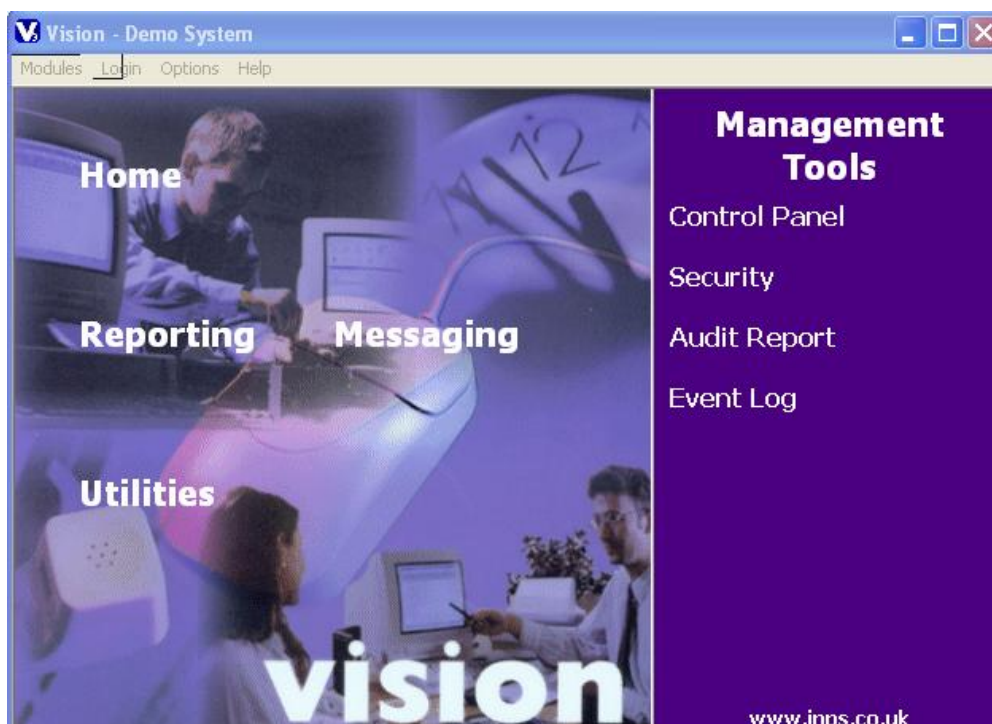 Vision - Demo System
Modules Login Options Help
Home
Reporting Messaging
Utilities
vision
Management
Tools
Control Panel
Security
Audit Report
Event Log
www.inps.co.uk